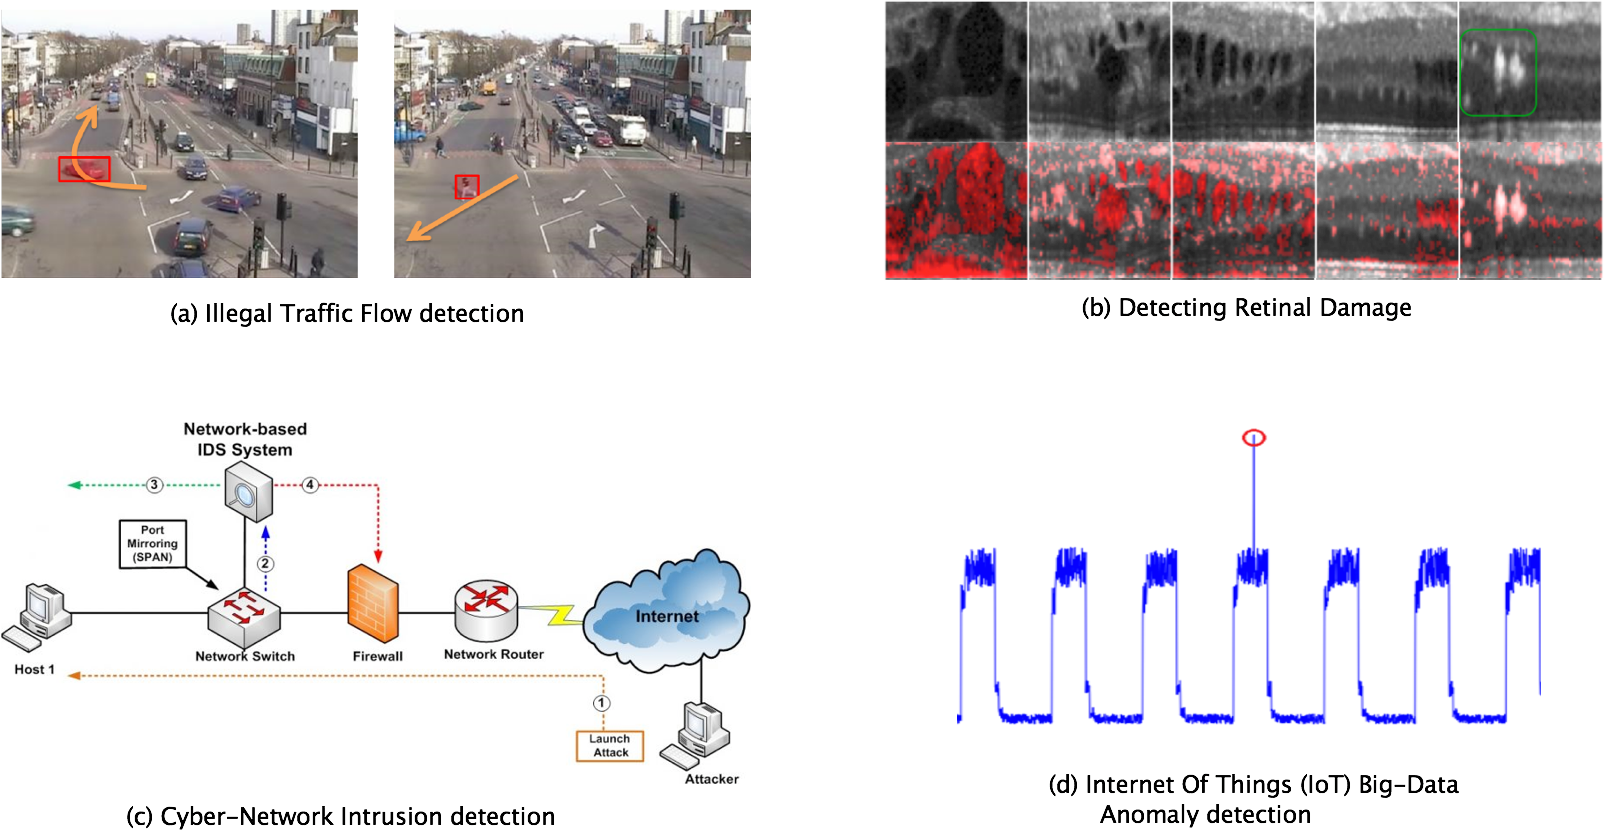 (a) Illegal Traffic Flow detection
(b) Detecting Retinal Damage
Network-based
IDS System
3
4
Port
Mirroring
(SPAN)
2
Internet
Host 1
Network Switch
Firewall
Network Router
1
Launch
Attack
Attacker
(c) Cyber-Network Intrusion detection
(d) Internet Of Things (IoT) Big-Data
Anomaly detection